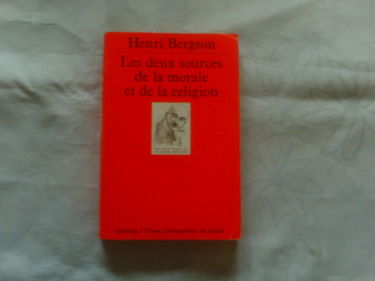 Henri Bergson
Les deux sources
de la morale
et de la religion
Quadrige / Presses Universitaires de France